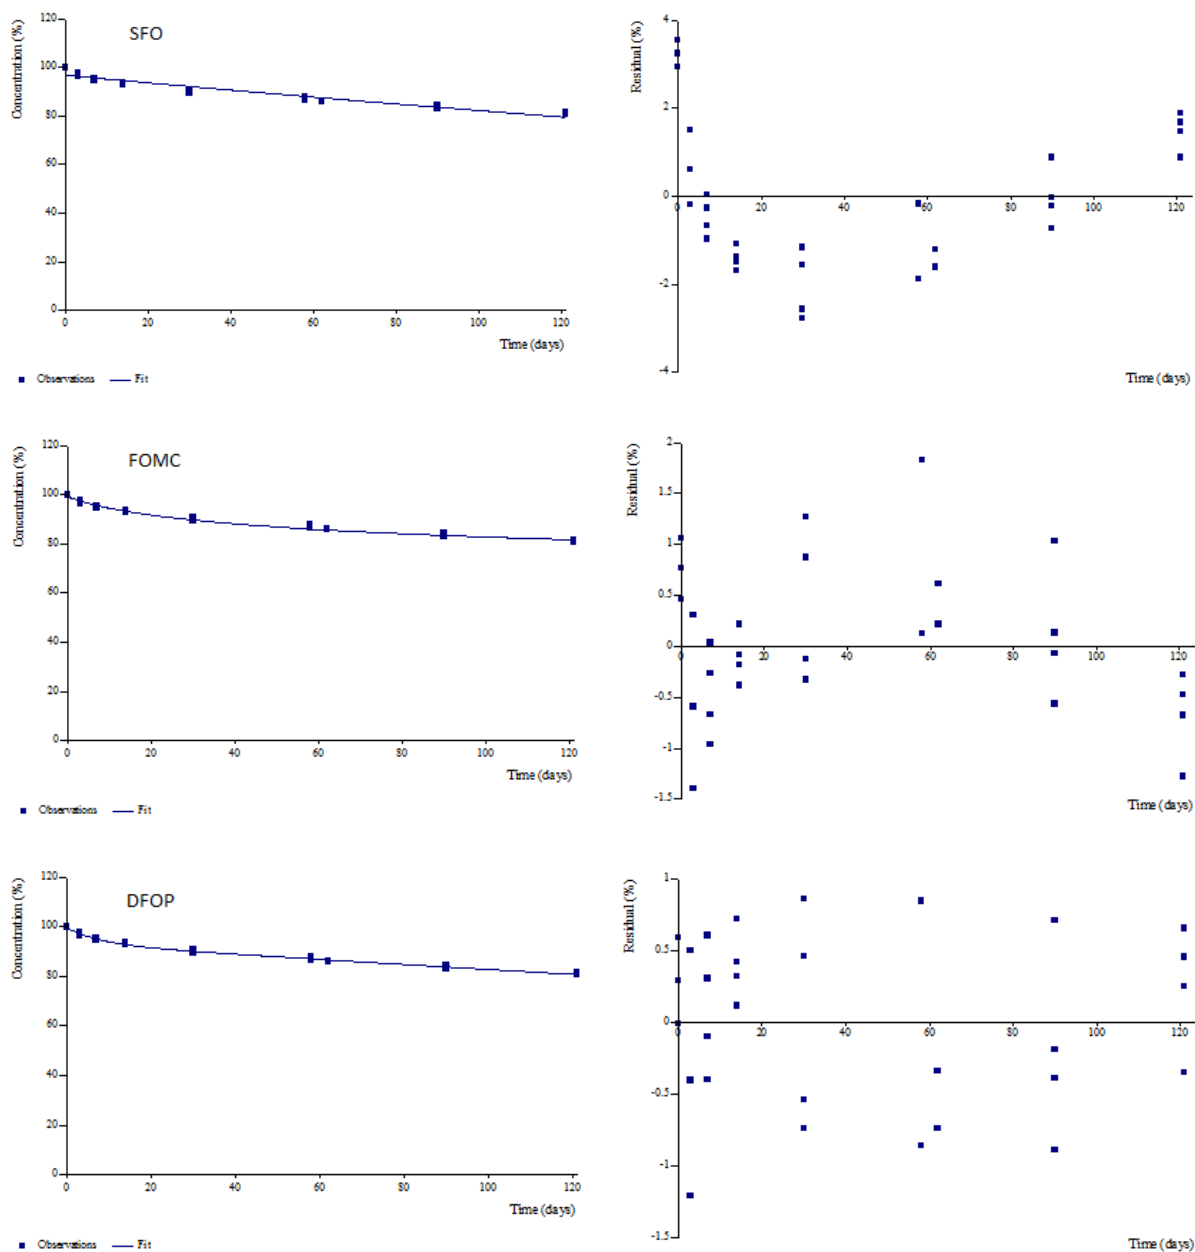 SFO
Concentration (%)
120
100
80
60
40
20
0
0 20 40 60 80 100 120
Time (days)
Observations Fit
Residual (%)
4
2
0
-2
-4
0 20 40 60 80 100 120
Time (days)
FOMC
Concentration (%)
120
100
80
60
40
20
0
0 20 40 60 80 100 120
Time (days)
Observations Fit
Residual (%)
2
1.5
1
0.5
0
-0.5
-1
-1.5
0 20 40 60 80 100 120
Time (days)
DFOP
Concentration (%)
120
100
80
60
40
20
0
0 20 40 60 80 100 120
Time (days)
Observations Fit
Residual (%)
1
0.5
0
-0.5
-1
-1.5
0 20 40 60 80 100 120
Time (days)